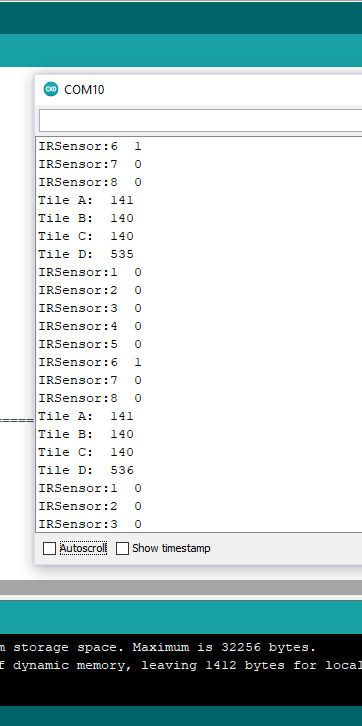 COM10
IRSensor:6  1
IRSensor:7  0
IRSensor:8  0
Tile A:  141
Tile B:  140
Tile C:  140
Tile D:  535
IRSensor:1  0
IRSensor:2  0
IRSensor:3  0
IRSensor:4  0
IRSensor:5  0
IRSensor:6  1
IRSensor:7  0
IRSensor:8  0
Tile A:  141
Tile B:  140
Tile C:  140
Tile D:  536
IRSensor:1  0
IRSensor:2  0
IRSensor:3  0
Autoscroll  Show timestamp
storage space. Maximum is 32256 bytes.
dynamic memory, leaving 1412 bytes for